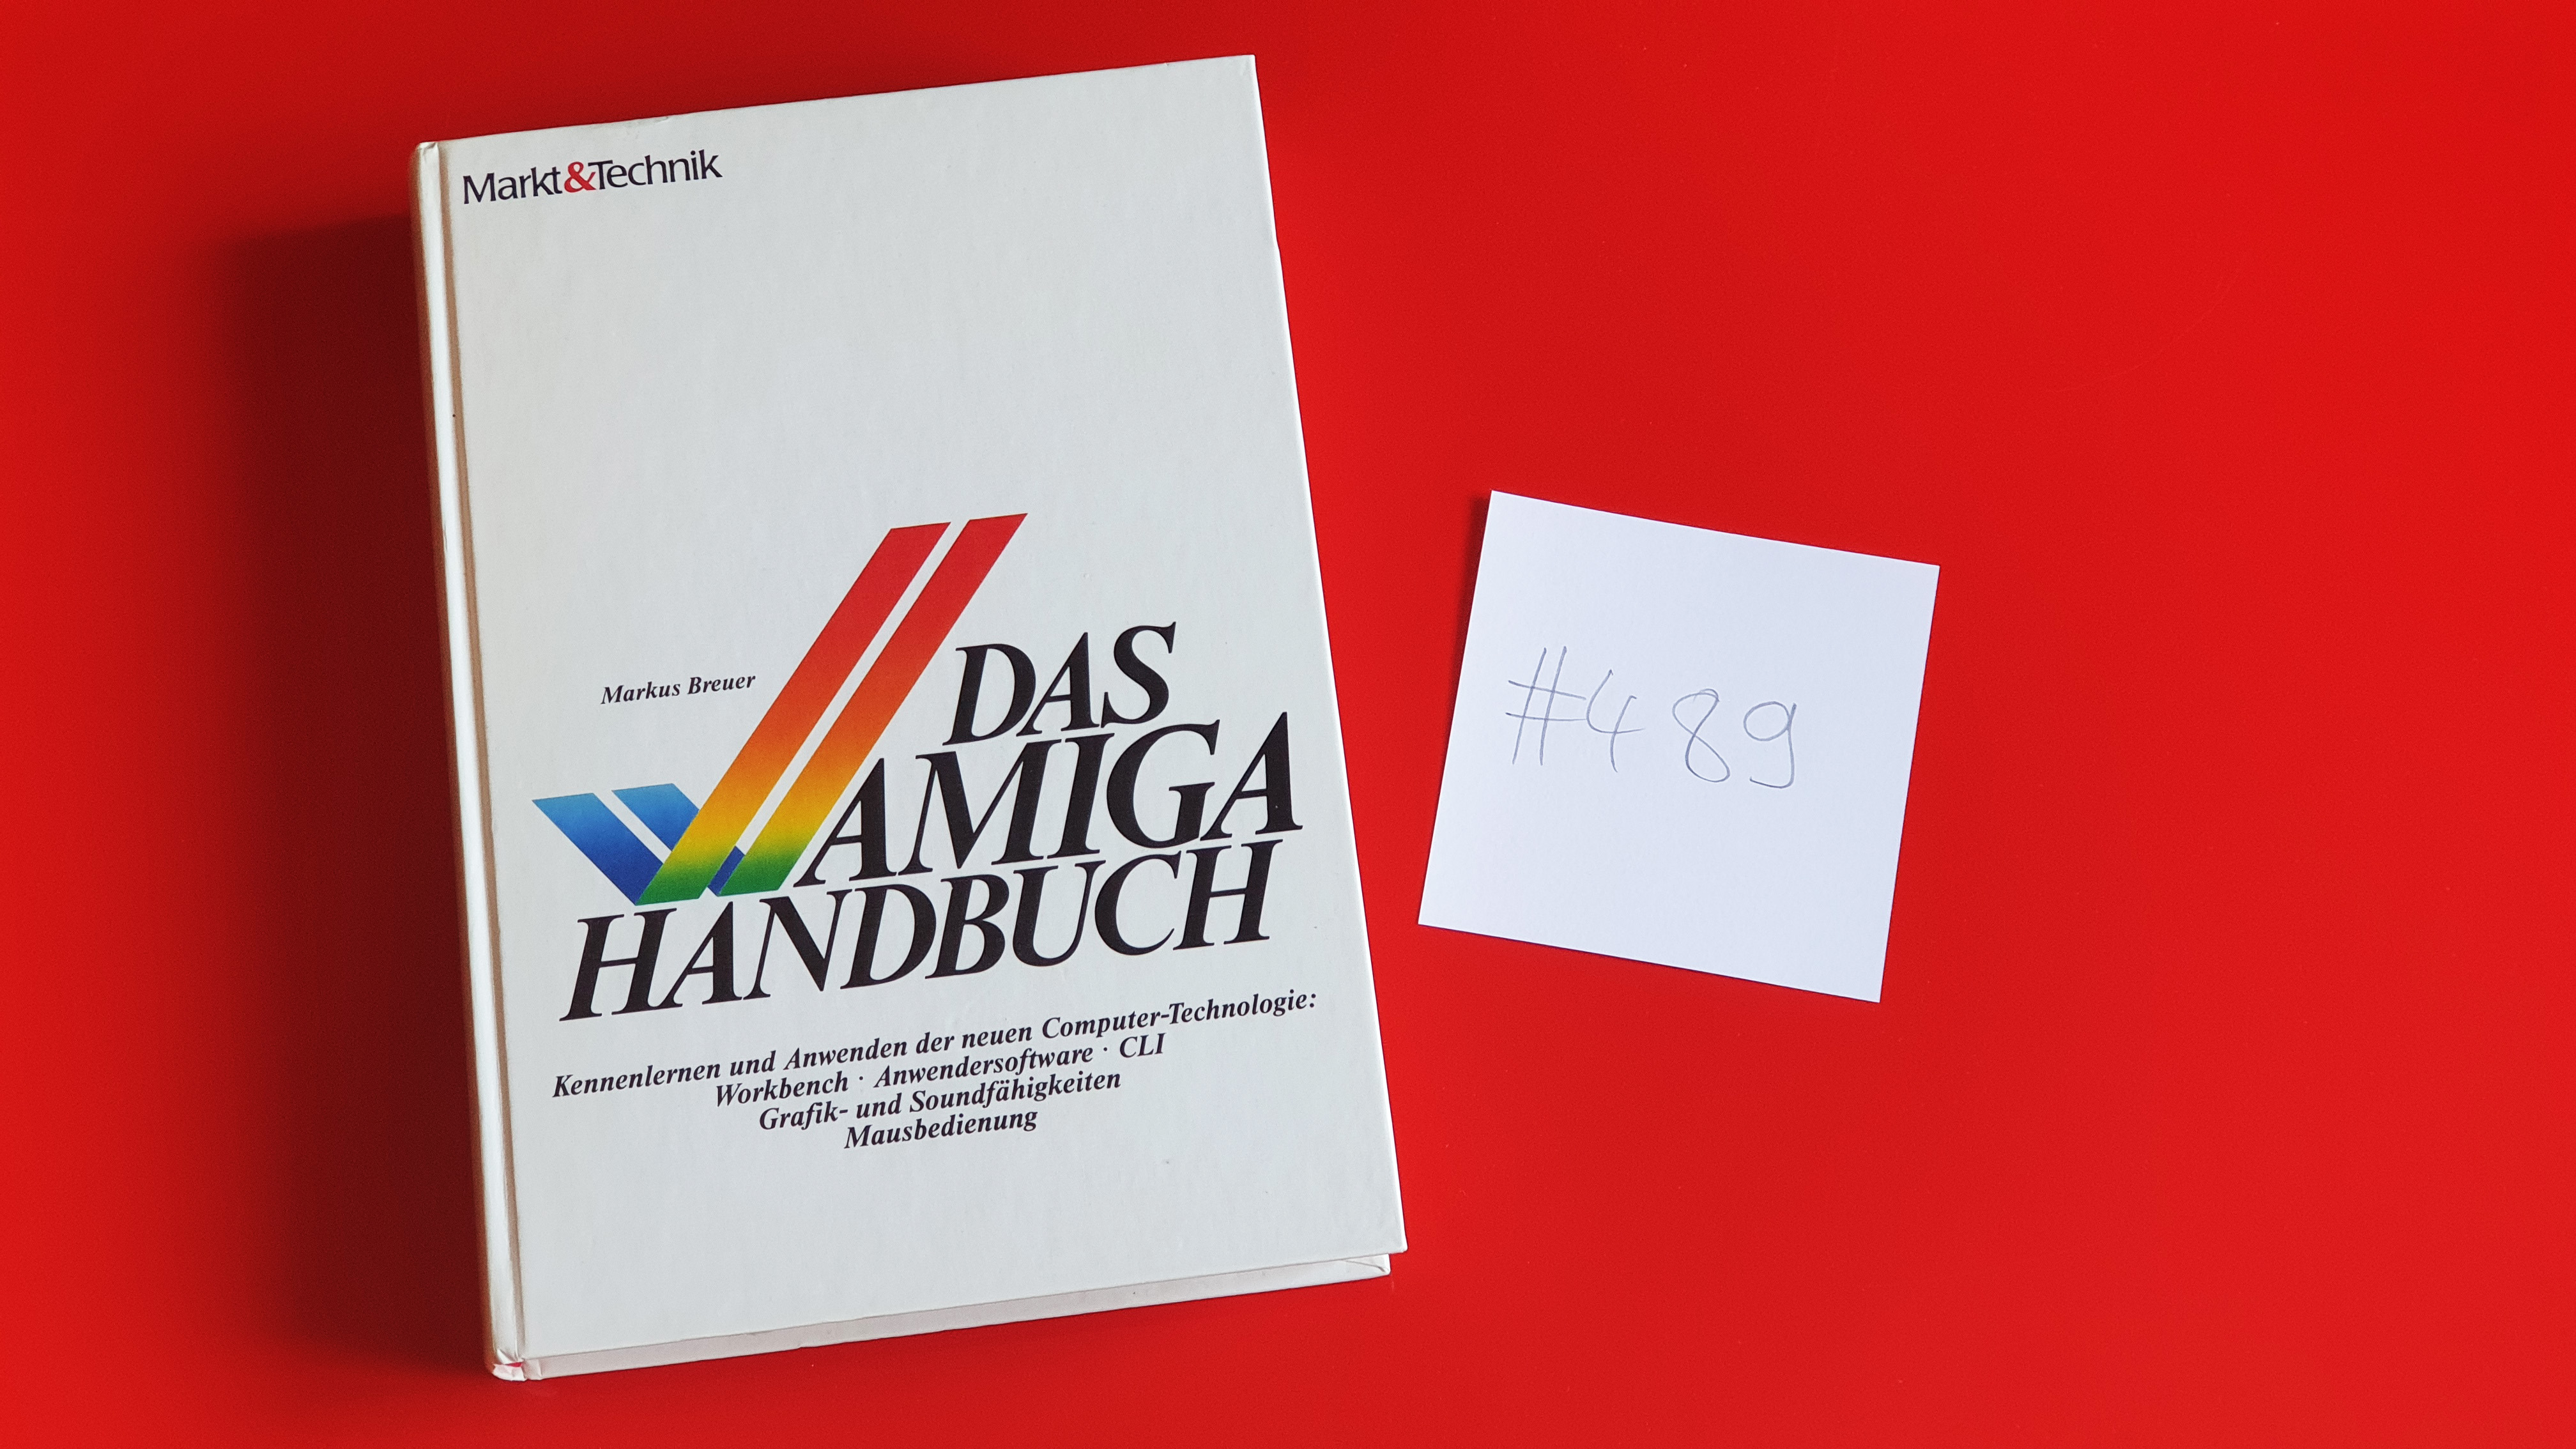 Markt&Technik
Markus Breuer
DAS
AMIGA
HANDBUCH
Kennenlernen und Anwenden der neuen Computer-Technologie:
Workbench · Anwendersoftware · CLI
Grafik- und Soundfähigkeiten
Mausbedienung
#489